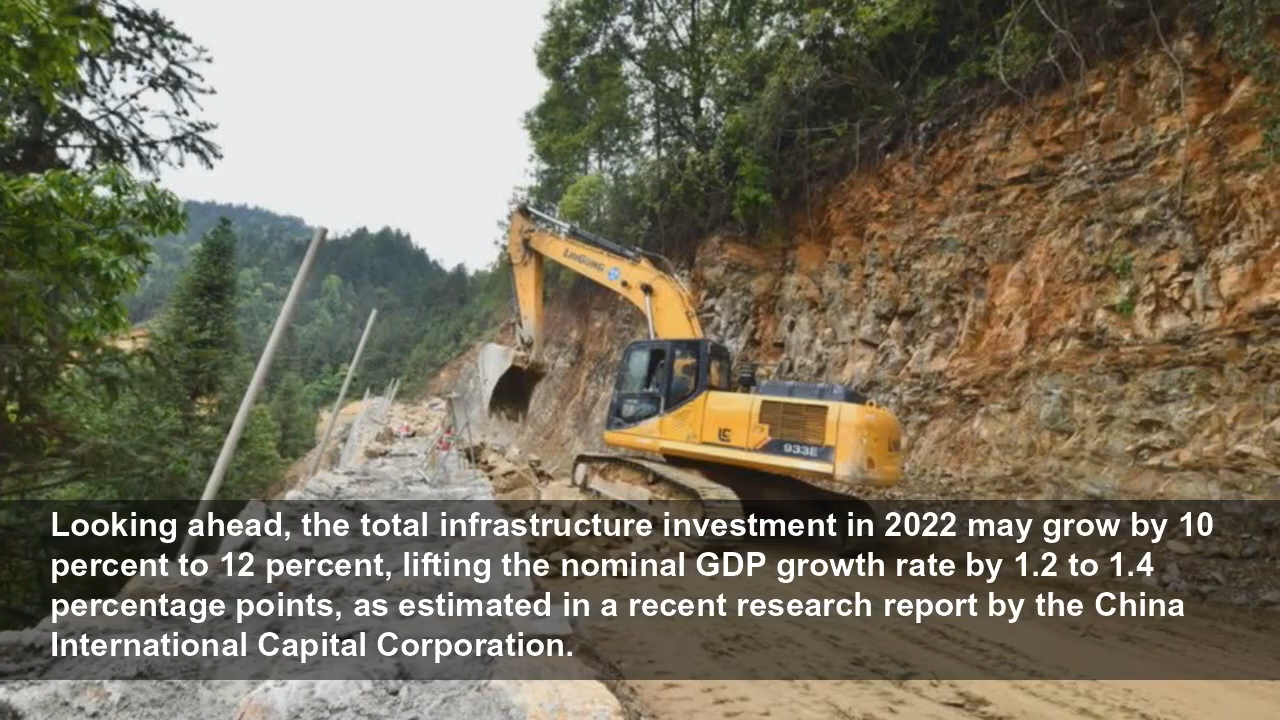 LIUGONG
933E
Looking ahead, the total infrastructure investment in 2022 may grow by 10
percent to 12 percent, lifting the nominal GDP growth rate by 1.2 to 1.4
percentage points, as estimated in a recent research report by the China
International Capital Corporation.